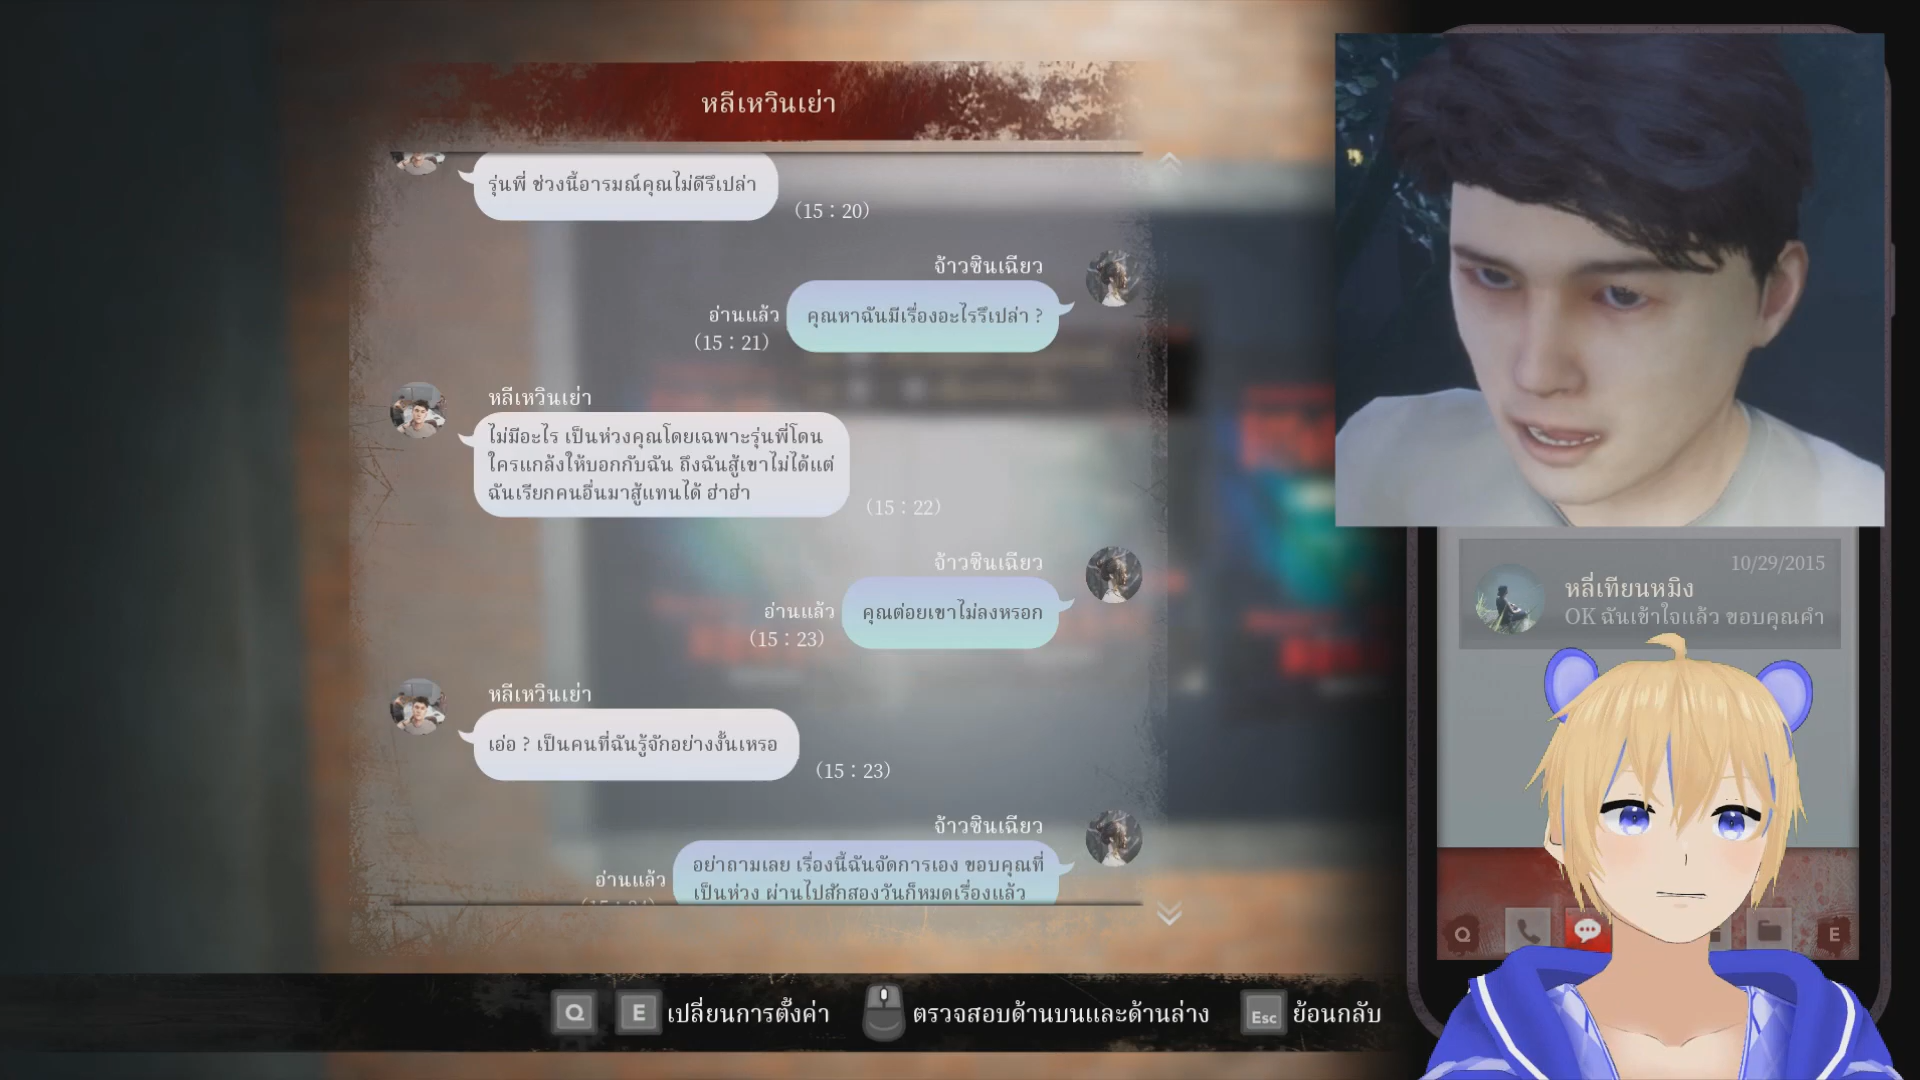 หลีเหวินเย่า
รุ่นพี่ ช่วงนี้อารมณ์คุณไม่ดีรึเปล่า
(15：20)
จ้าวซินเฉียว
คุณหาฉันมีเรื่องอะไรรึเปล่า ?
อ่านแล้ว
(15：21)
หลีเหวินเย่า
ไม่มีอะไร เป็นห่วงคุณโดยเฉพาะรุ่นพี่โดน
ใครแกล้งให้บอกกับฉัน ถึงฉันสู้เขาไม่ได้แต่
ฉันเรียกคนอื่นมาสู้แทนได้ ฮ่าฮ่า
(15：22)
จ้าวซินเฉียว
คุณต่อยเขาไม่ลงหรอก
อ่านแล้ว
(15：23)
หลีเหวินเย่า
เอ่อ ? เป็นคนที่ฉันรู้จักอย่างงั้นเหรอ
(15：23)
จ้าวซินเฉียว
อย่าถามเลย เรื่องนี้ฉันจัดการเอง ขอบคุณที่
เป็นห่วง ผ่านไปสักสองวันก็หมดเรื่องแล้ว
อ่านแล้ว
10/29/2015
หลี่เทียนหมิง
OK ฉันเข้าใจแล้ว ขอบคุณคำ
Q
E
Q
E
เปลี่ยนการตั้งค่า
ตรวจสอบด้านบนและด้านล่าง
Esc
ย้อนกลับ